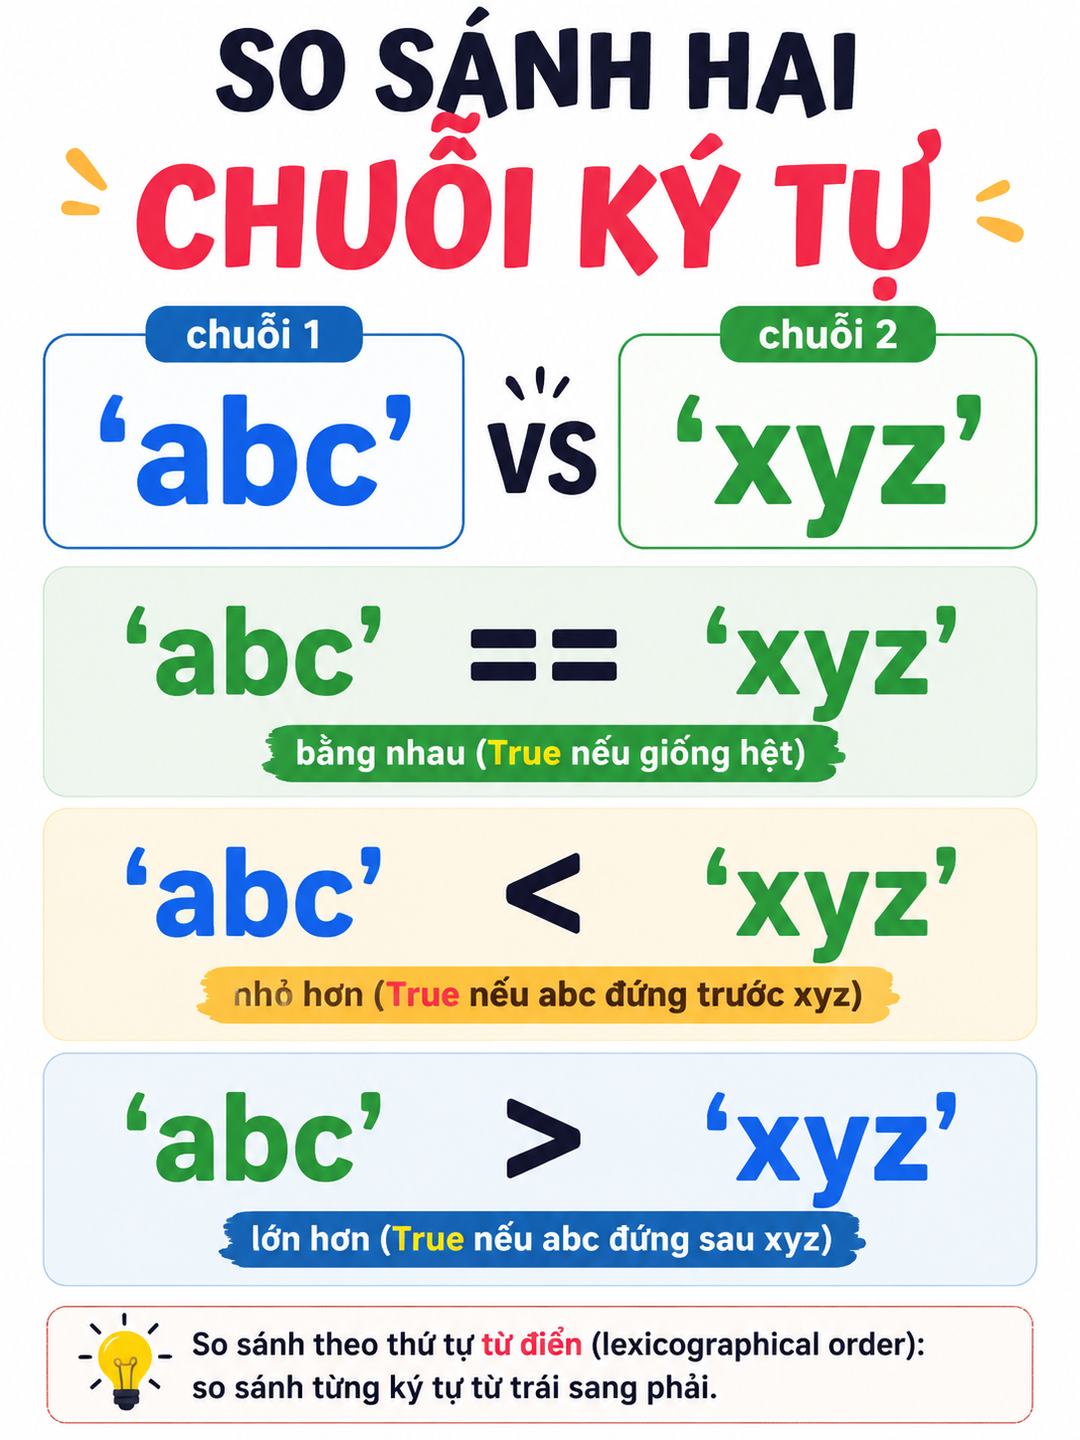 SO SÁNH HAI
CHUỖI KÝ TỰ
chuỗi 1
‘abc’
VS
chuỗi 2
‘xyz’
‘abc’ == ‘xyz’
bằng nhau (True nếu giống hệt)
‘abc’ < ‘xyz’
nhỏ hơn (True nếu abc đứng trước xyz)
‘abc’ > ‘xyz’
lớn hơn (True nếu abc đứng sau xyz)
So sánh theo thứ tự từ điển (lexicographical order):
so sánh từng ký tự từ trái sang phải.